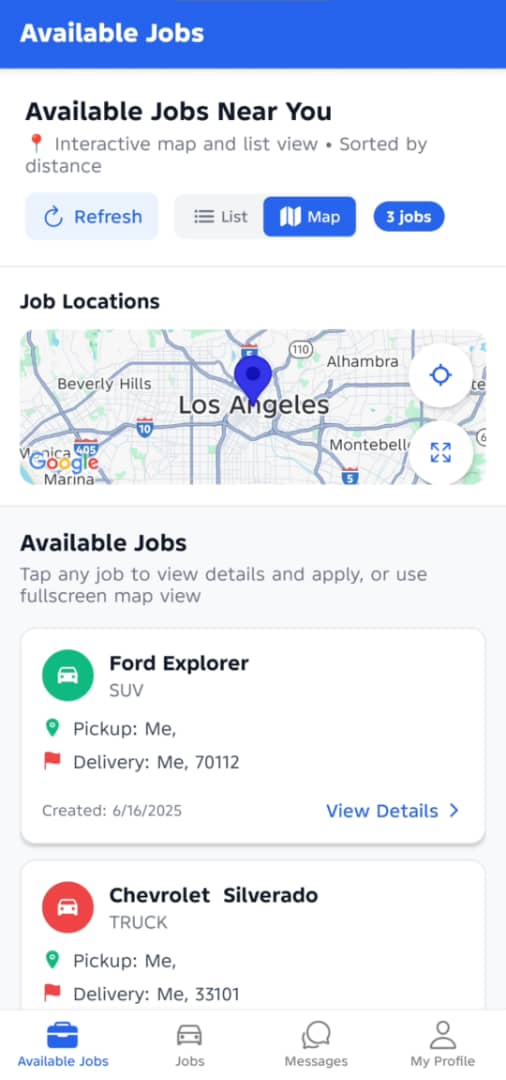 Available Jobs
Available Jobs Near You
📍 Interactive map and list view • Sorted by
distance
Refresh
List
Map
3 jobs
Job Locations
5
110
Alhambra
Beverly Hills
Los Angeles
10
Montebell
405
Google
Marina
5
Available Jobs
Tap any job to view details and apply, or use
fullscreen map view
Ford Explorer
SUV
Pickup: Me,
Delivery: Me, 70112
Created: 6/16/2025
View Details
Chevrolet  Silverado
TRUCK
Pickup: Me,
Delivery: Me, 33101
Available Jobs
Jobs
Messages
My Profile